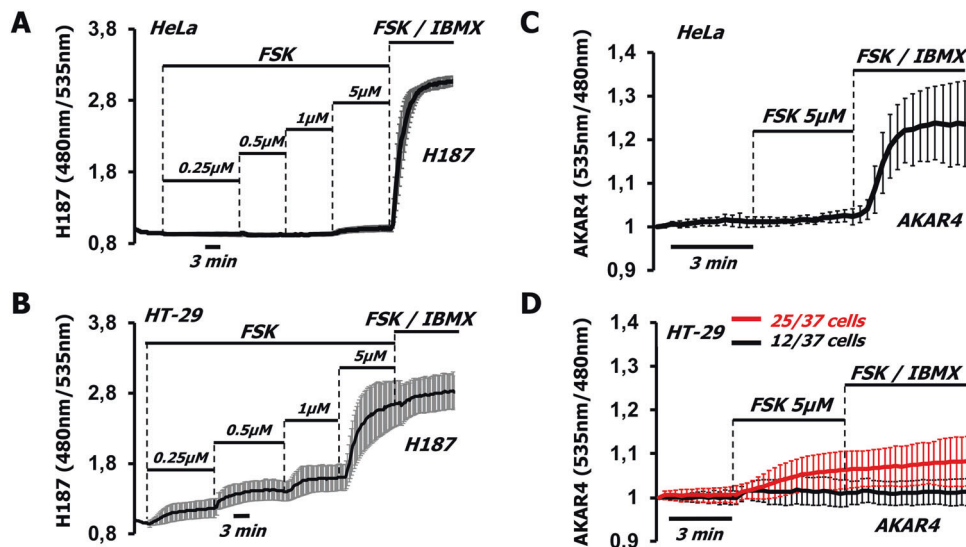 A
HeLa
FSK / IBMX
FSK
0.25µM
0.5µM
1µM
5µM
H187
3 min
H187 (480nm/535nm)
3,8
2,8
1,8
0,8
B
HT-29
FSK / IBMX
FSK
0.25µM
0.5µM
1µM
5µM
H187
3 min
H187 (480nm/535nm)
3,8
2,8
1,8
0,8
C
HeLa
FSK / IBMX
FSK 5µM
AKAR4
3 min
AKAR4 (535nm/480nm)
1,4
1,3
1,2
1,1
1
0,9
D
HT-29
25/37 cells
12/37 cells
FSK / IBMX
FSK 5µM
AKAR4
3 min
AKAR4 (535nm/480nm)
1,4
1,3
1,2
1,1
1
0,9